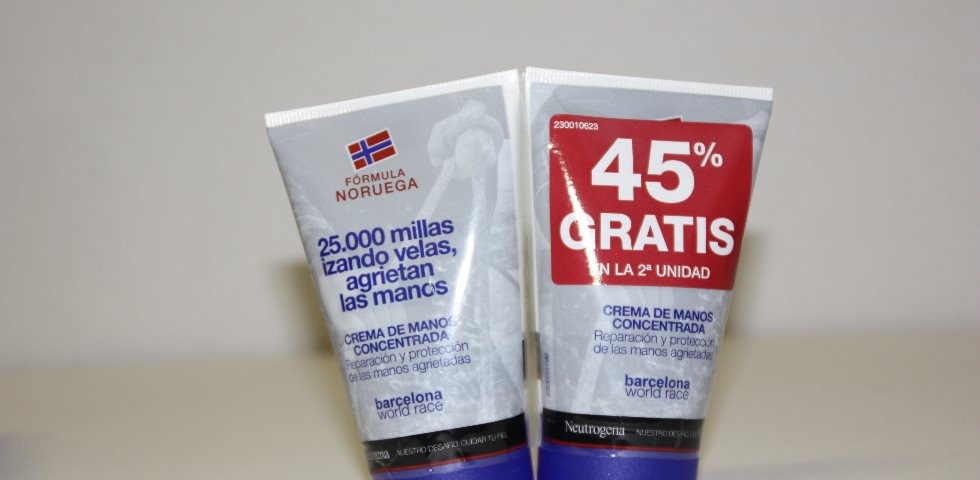 FÓRMULA
NORUEGA
25.000 millas
izando velas,
agrietan
las manos
CREMA DE MANOS
CONCENTRADA
Reparación y protección
de las manos agrietadas
barcelona
world race
NUESTRO DESAFÍO: CUIDAR TU PIEL
230010623
45%
GRATIS
EN LA 2ª UNIDAD
CREMA DE MANOS
CONCENTRADA
Reparación y protección
de las manos agrietadas
barcelona
world race
Neutrogena NUESTRO DESAFÍO: CUIDAR